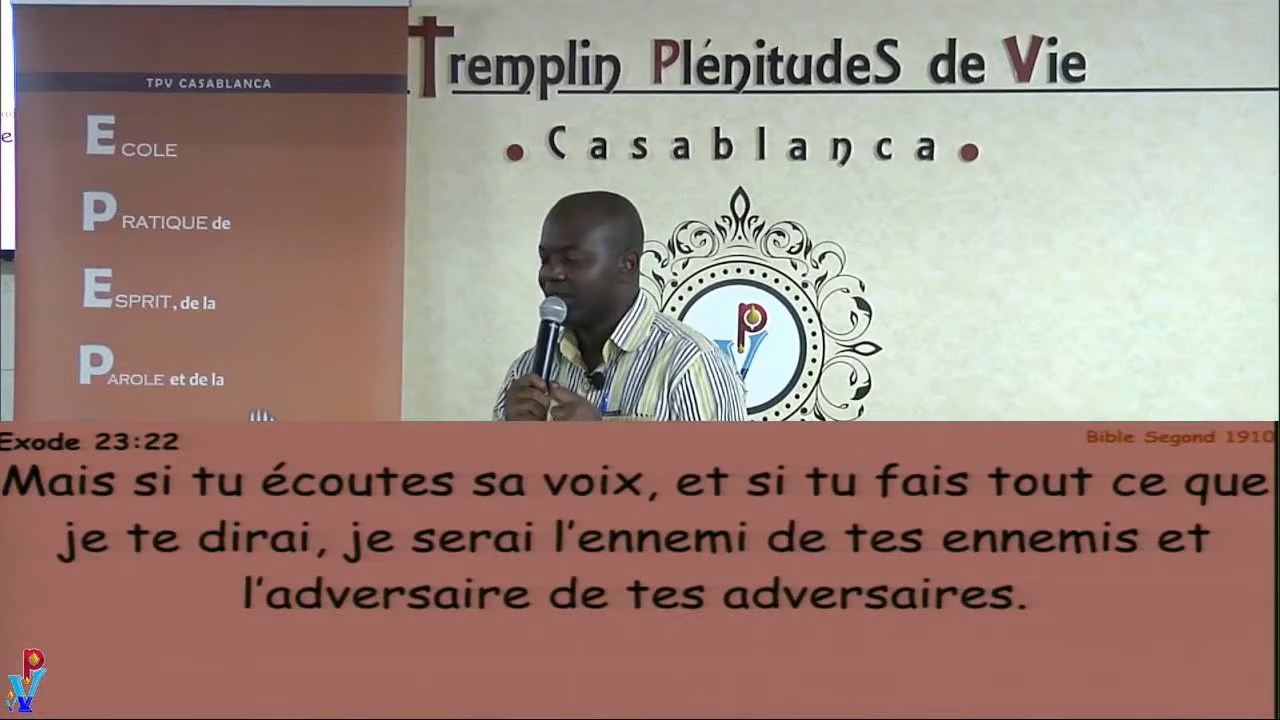 Tremplin PlénitudeS de Vie
• Casablanca •
TPV CASABLANCA
ECOLE
PRATIQUE de
ESPRIT, de la
PAROLE et de la
Exode 23:22
Bible Segond 1910
Mais si tu écoutes sa voix, et si tu fais tout ce que
je te dirai, je serai l'ennemi de tes ennemis et
l'adversaire de tes adversaires.